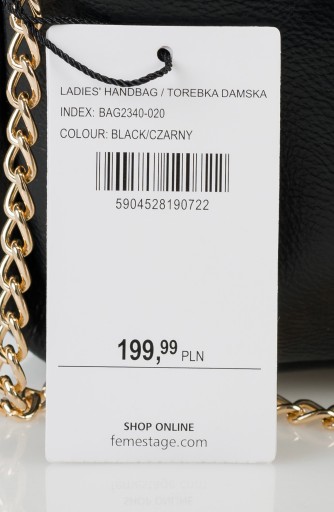 LADIES' HANDBAG / TOREBKA DAMSKA
INDEX: BAG2340-020
COLOUR: BLACK/CZARNY
5904528190722
199,99 PLN
SHOP ONLINE
femestage.com